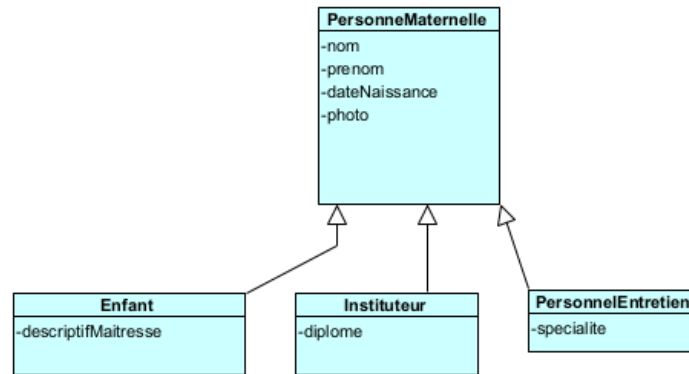 PersonneMaternelle
-nom
-prenom
-dateNaissance
-photo
Enfant
-descriptifMaitresse
Instituteur
-diplome
PersonnelEntretien
-specialite